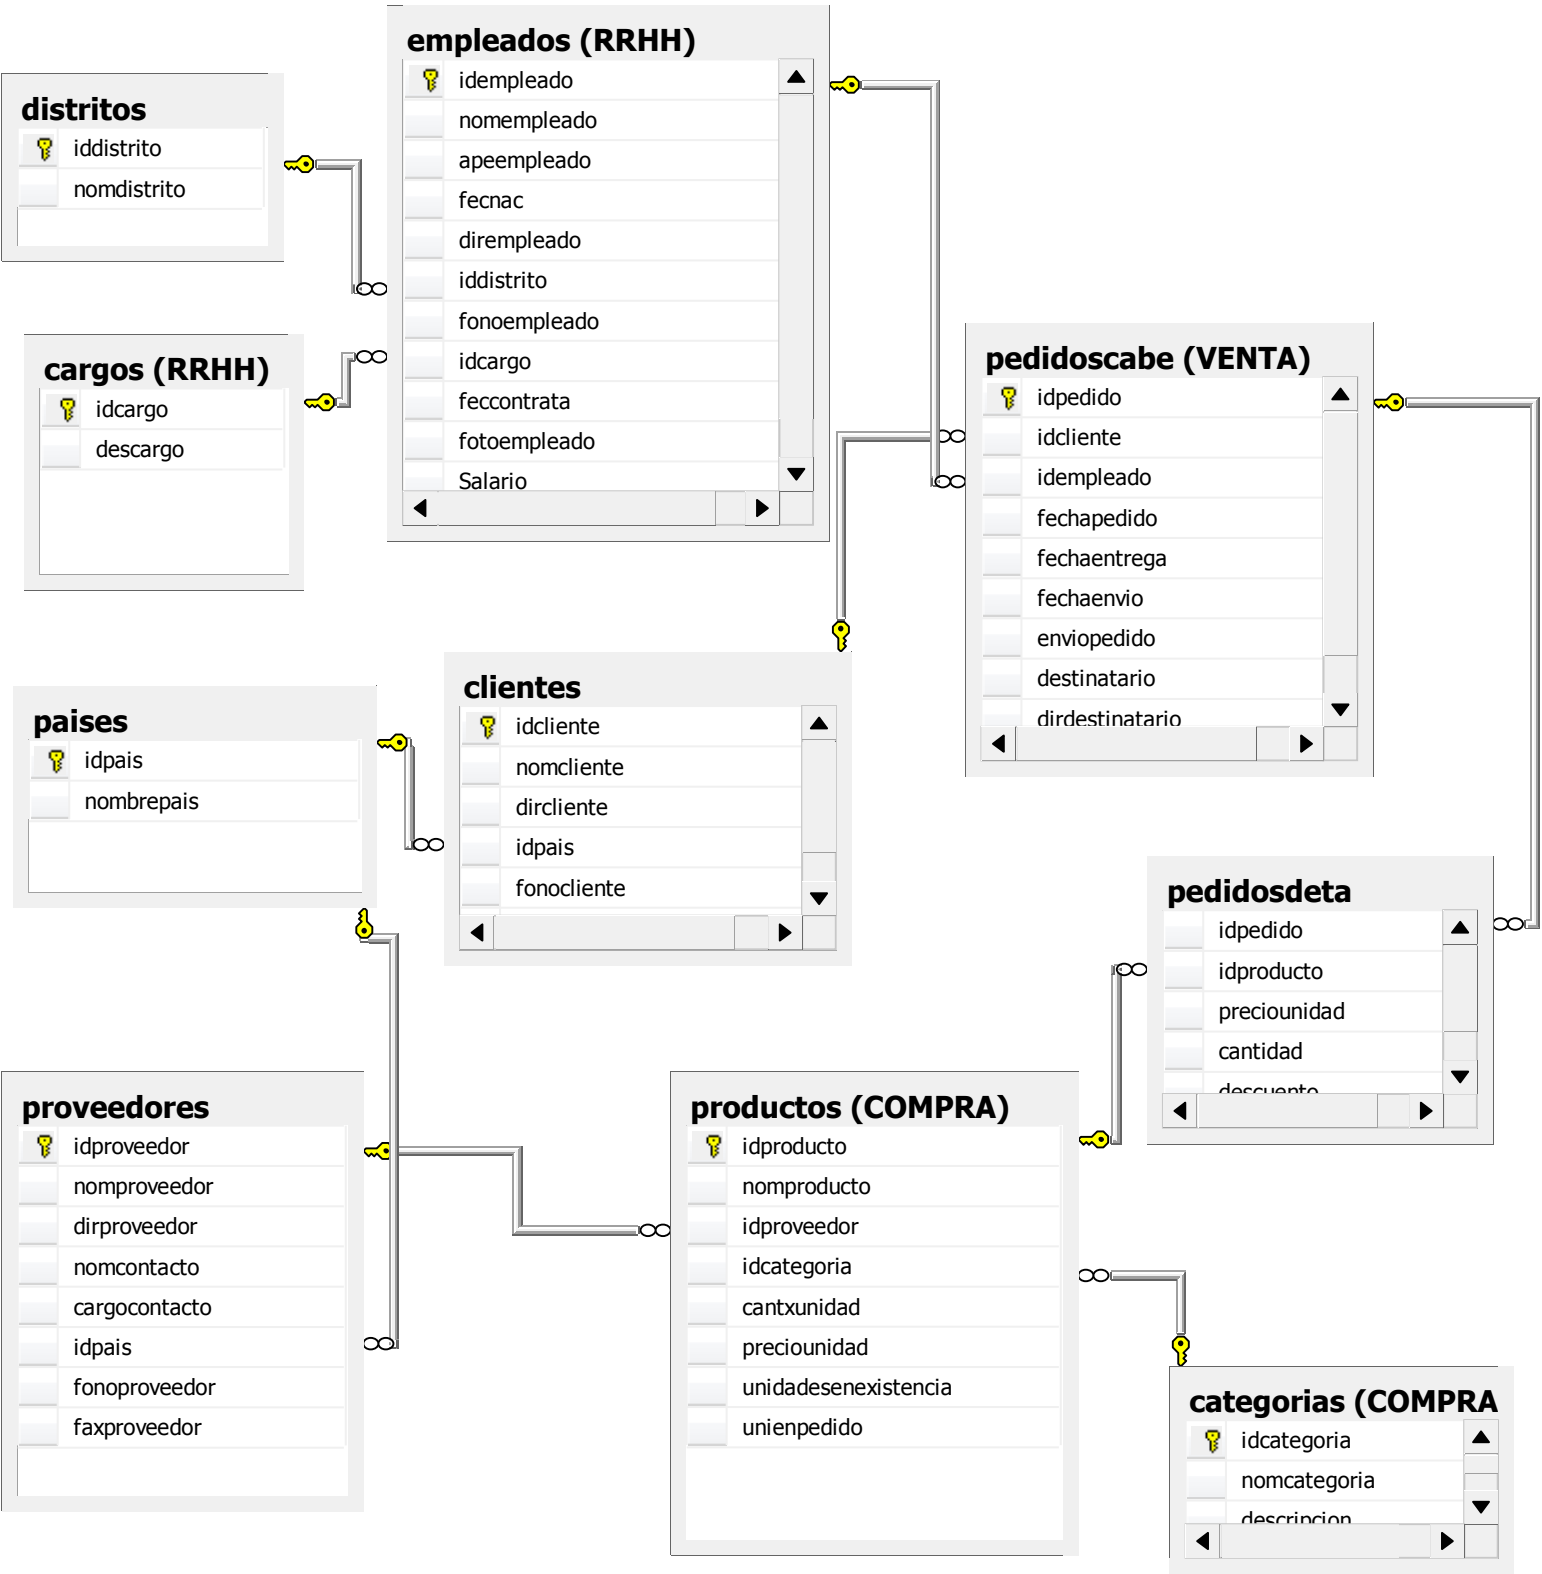 empleados (RRHH)
idempleado
nomempleado
apeempleado
fecnac
dirempleado
iddistrito
fonoempleado
idcargo
feccontrata
fotoempleado
Salario
distritos
iddistrito
nomdistrito
cargos (RRHH)
idcargo
descargo
pedidoscabe (VENTA)
idpedido
idcliente
idempleado
fechapedido
fechaentrega
fechaenvio
enviopedido
destinatario
dirdestinatario
clientes
idcliente
nomcliente
dircliente
idpais
fonocliente
paises
idpais
nombrepais
pedidosdeta
idpedido
idproducto
preciounidad
cantidad
descuento
proveedores
idproveedor
nomproveedor
dirproveedor
nomcontacto
cargocontacto
idpais
fonoproveedor
faxproveedor
productos (COMPRA)
idproducto
nomproducto
idproveedor
idcategoria
cantxunidad
preciounidad
unidadesenexistencia
unienpedido
categorias (COMPRA
idcategoria
nomcategoria
descripcion